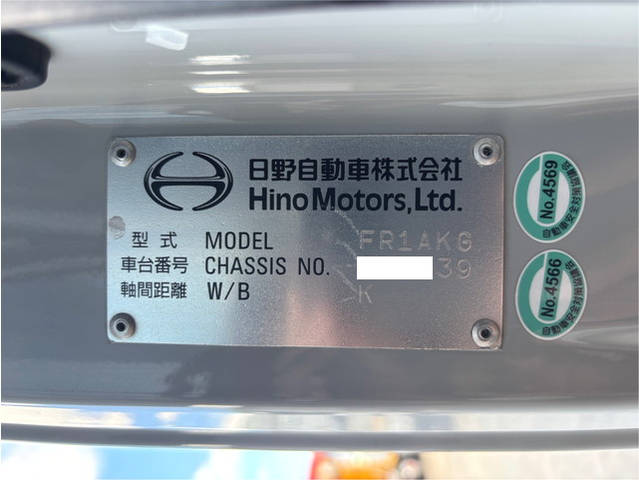 日野自動車株式会社
Hino Motors, Ltd.
型式 MODEL FR1AKG
車台番号 CHASSIS NO. 39
軸間距離 W/B K
No.4569
No.4566